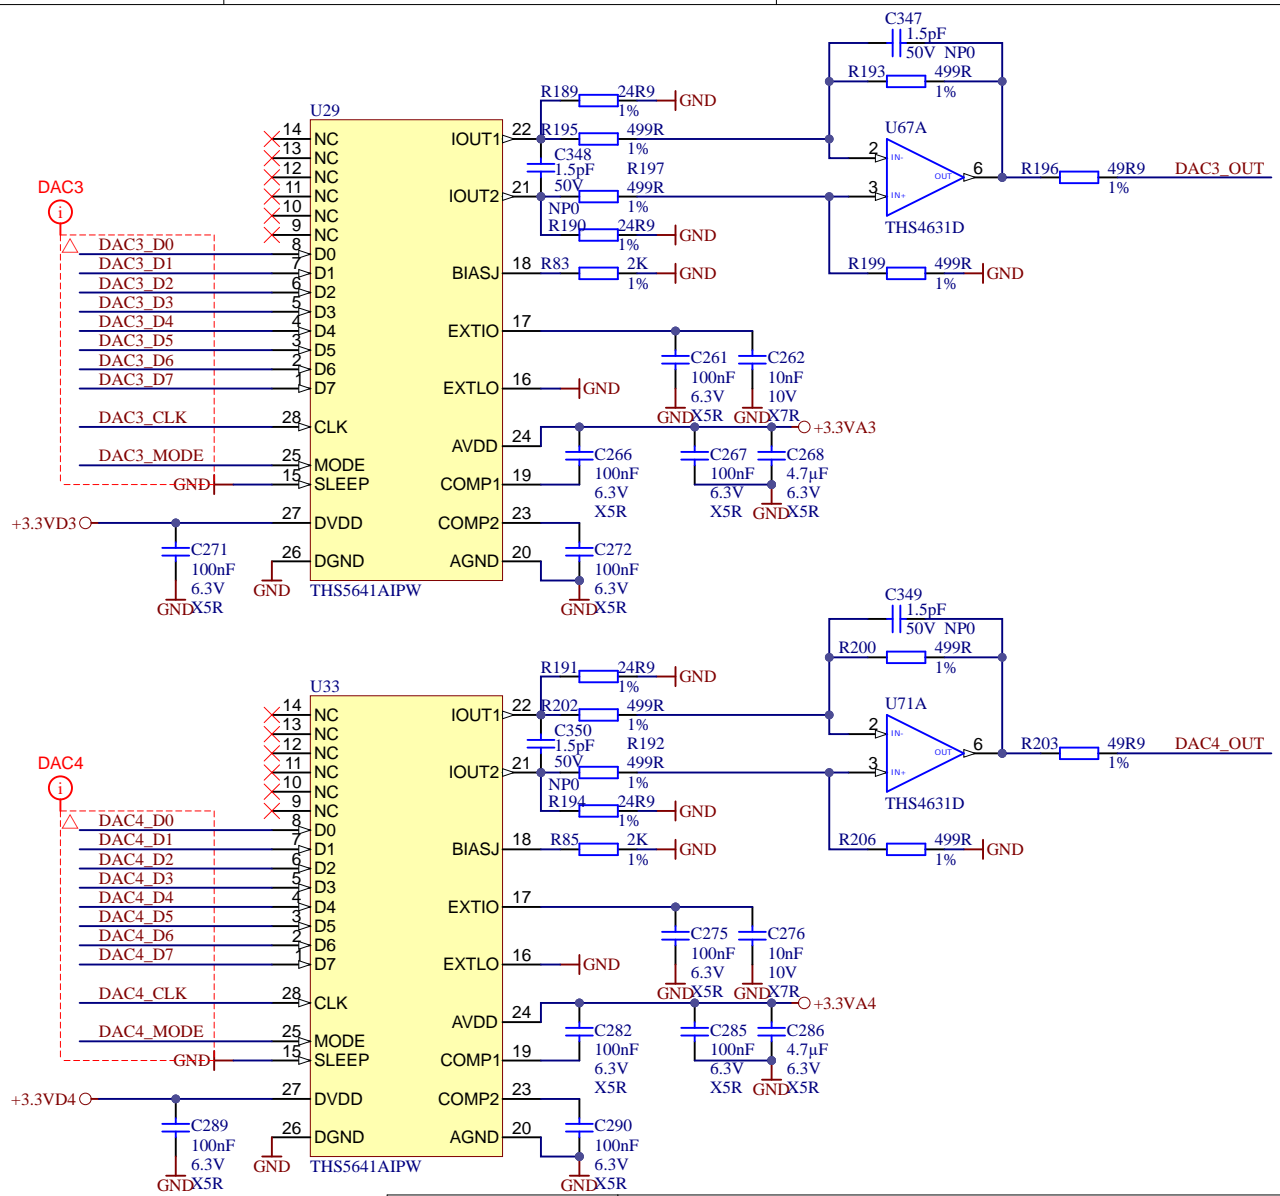 C347
1.5pF
50V NP0
R193 499R
1%
R189 24R9 GND
1%
U29
14 NC IOUT1 22 R195 499R
1%
U67A
13 NC
12 NC
C348
1.5pF
50V
NP0
R197
499R
1%
2 IN-
OUT 6
3 IN+
THS4631D
R196 49R9 DAC3_OUT
1%
11 NC IOUT2 21
10 NC
9 NC
R190 24R9 GND
1%
DAC3
i
DAC3_D0 8 D0
DAC3_D1 7 D1 BIASJ 18 R83 2K GND
1%
R199 499R GND
1%
DAC3_D2 6 D2
DAC3_D3 5 D3
DAC3_D4 4 D4 EXTIO 17
DAC3_D5 3 D5
DAC3_D6 2 D6
DAC3_D7 1 D7 EXTLO 16 GND
C261
100nF
6.3V
X5R
GND
C262
10nF
10V
X7R
GND
DAC3_CLK 28 CLK
+3.3VA3
AVDD 24
DAC3_MODE 25 MODE
GND 15 SLEEP COMP1 19
C266
100nF
6.3V
X5R
C267
100nF
6.3V
X5R
C268
4.7µF
6.3V
X5R
GND
+3.3VD3 27 DVDD COMP2 23
C271
100nF
6.3V
X5R
GND
26 DGND AGND 20
GND
C272
100nF
6.3V
X5R
GND
THS5641AIPW
C349
1.5pF
50V NP0
R200 499R
1%
R191 24R9 GND
1%
U33
14 NC IOUT1 22 R202 499R
1%
U71A
13 NC
12 NC
C350
1.5pF
50V
NP0
R192
499R
1%
2 IN-
OUT 6
3 IN+
THS4631D
R203 49R9 DAC4_OUT
1%
11 NC IOUT2 21
10 NC
9 NC
R194 24R9 GND
1%
DAC4
i
DAC4_D0 8 D0
DAC4_D1 7 D1 BIASJ 18 R85 2K GND
1%
R206 499R GND
1%
DAC4_D2 6 D2
DAC4_D3 5 D3
DAC4_D4 4 D4 EXTIO 17
DAC4_D5 3 D5
DAC4_D6 2 D6
DAC4_D7 1 D7 EXTLO 16 GND
C275
100nF
6.3V
X5R
GND
C276
10nF
10V
X7R
GND
DAC4_CLK 28 CLK
+3.3VA4
AVDD 24
DAC4_MODE 25 MODE
GND 15 SLEEP COMP1 19
C282
100nF
6.3V
X5R
C285
100nF
6.3V
X5R
C286
4.7µF
6.3V
X5R
GND
+3.3VD4 27 DVDD COMP2 23
C289
100nF
6.3V
X5R
GND
26 DGND AGND 20
GND
C290
100nF
6.3V
X5R
GND
THS5641AIPW